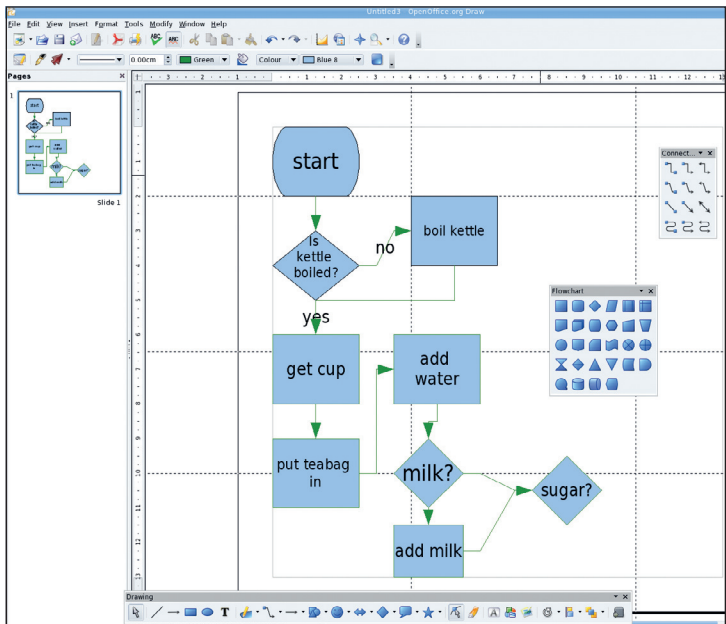 Untitled3 - OpenOffice.org Draw
File Edit View Insert Format Tools Modify Window Help
0.00cm Green Colour Blue 8
Pages
1
Slide 1
start
Is
kettle
boiled?
no
boil kettle
yes
get cup
add
water
put teabag
in
milk?
sugar?
add milk
Connect...
Flowchart
Drawing